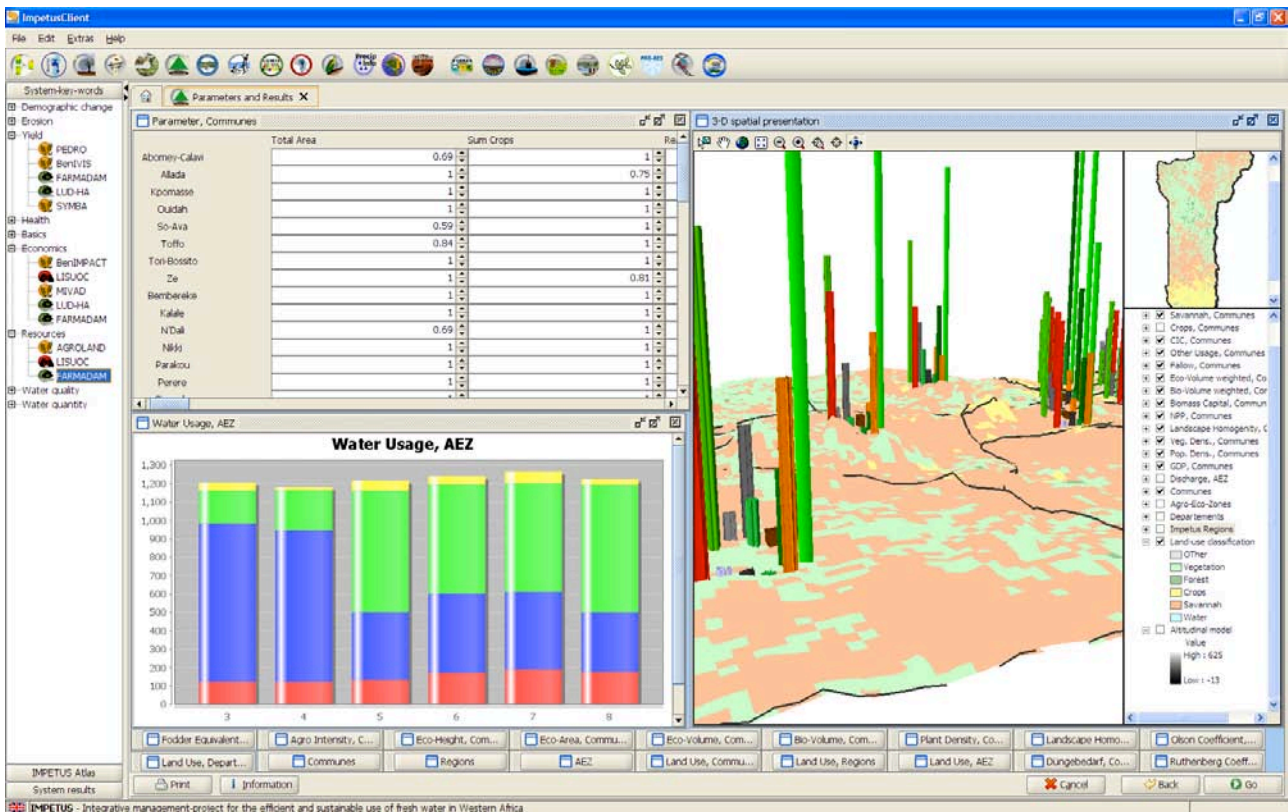 ImpetusClient
File Edit Extras Help
System-key-words
Demographic change
Erosion
Yield
PEDRO
BenIVIS
FARMADAM
LUD-HA
SYMBA
Health
Basics
Economics
BenIMPACT
LISUOC
MIVAD
LUD-HA
FARMADAM
Resources
AGROLAND
LISUOC
FARMADAM
Water quality
Water quantity
IMPETUS Atlas
System results
Parameters and Results X
Parameter, Communes
Total Area Sum Crops Re
Abomey-Calavi 0.69 1
Allada 1 0.75
Kpomasse 1 1
Ouidah 1 1
So-Ava 0.59 1
Toffo 0.84 1
Tori-Bossito 1 1
Ze 1 0.81
Bembereke 1 1
Kalale 1 1
N'Dali 0.69 1
Nikki 1 1
Parakou 1 1
Perere 1 1
Water Usage, AEZ
Water Usage, AEZ
1,300
1,200
1,100
1,000
900
800
700
600
500
400
300
200
100
0
3 4 5 6 7 8
3-D spatial presentation
Savannah, Communes
Crops, Communes
CIC, Communes
Other Usage, Communes
Fallow, Communes
Eco-Volume weighted, Co
Bio-Volume weighted, Cor
Biomass Capital, Commun
NPP, Communes
Landscape Homogenity, C
Veg. Dens., Communes
Pop. Dens., Communes
GDP, Communes
Discharge, AEZ
Communes
Agro-Eco-Zones
Departements
Impetus Regions
Land-use classification
OTher
Vegetation
Forest
Crops
Savannah
Water
Altitudinal model
Value
High : 625
Low : -13
Fodder Equivalent... Agro Intensity, C... Eco-Height, Com... Eco-Area, Commu... Eco-Volume, Com... Bio-Volume, Com... Plant Density, Co... Landscape Homo... Olson Coefficient,...
Land Use, Depart... Communes Regions AEZ Land Use, Commu... Land Use, Regions Land Use, AEZ Düngebedarf, Co... Ruthenberg Coeff...
Print Information Cancel Back Go
IMPETUS - Integrative management-project for the efficient and sustainable use of fresh water in Western Africa